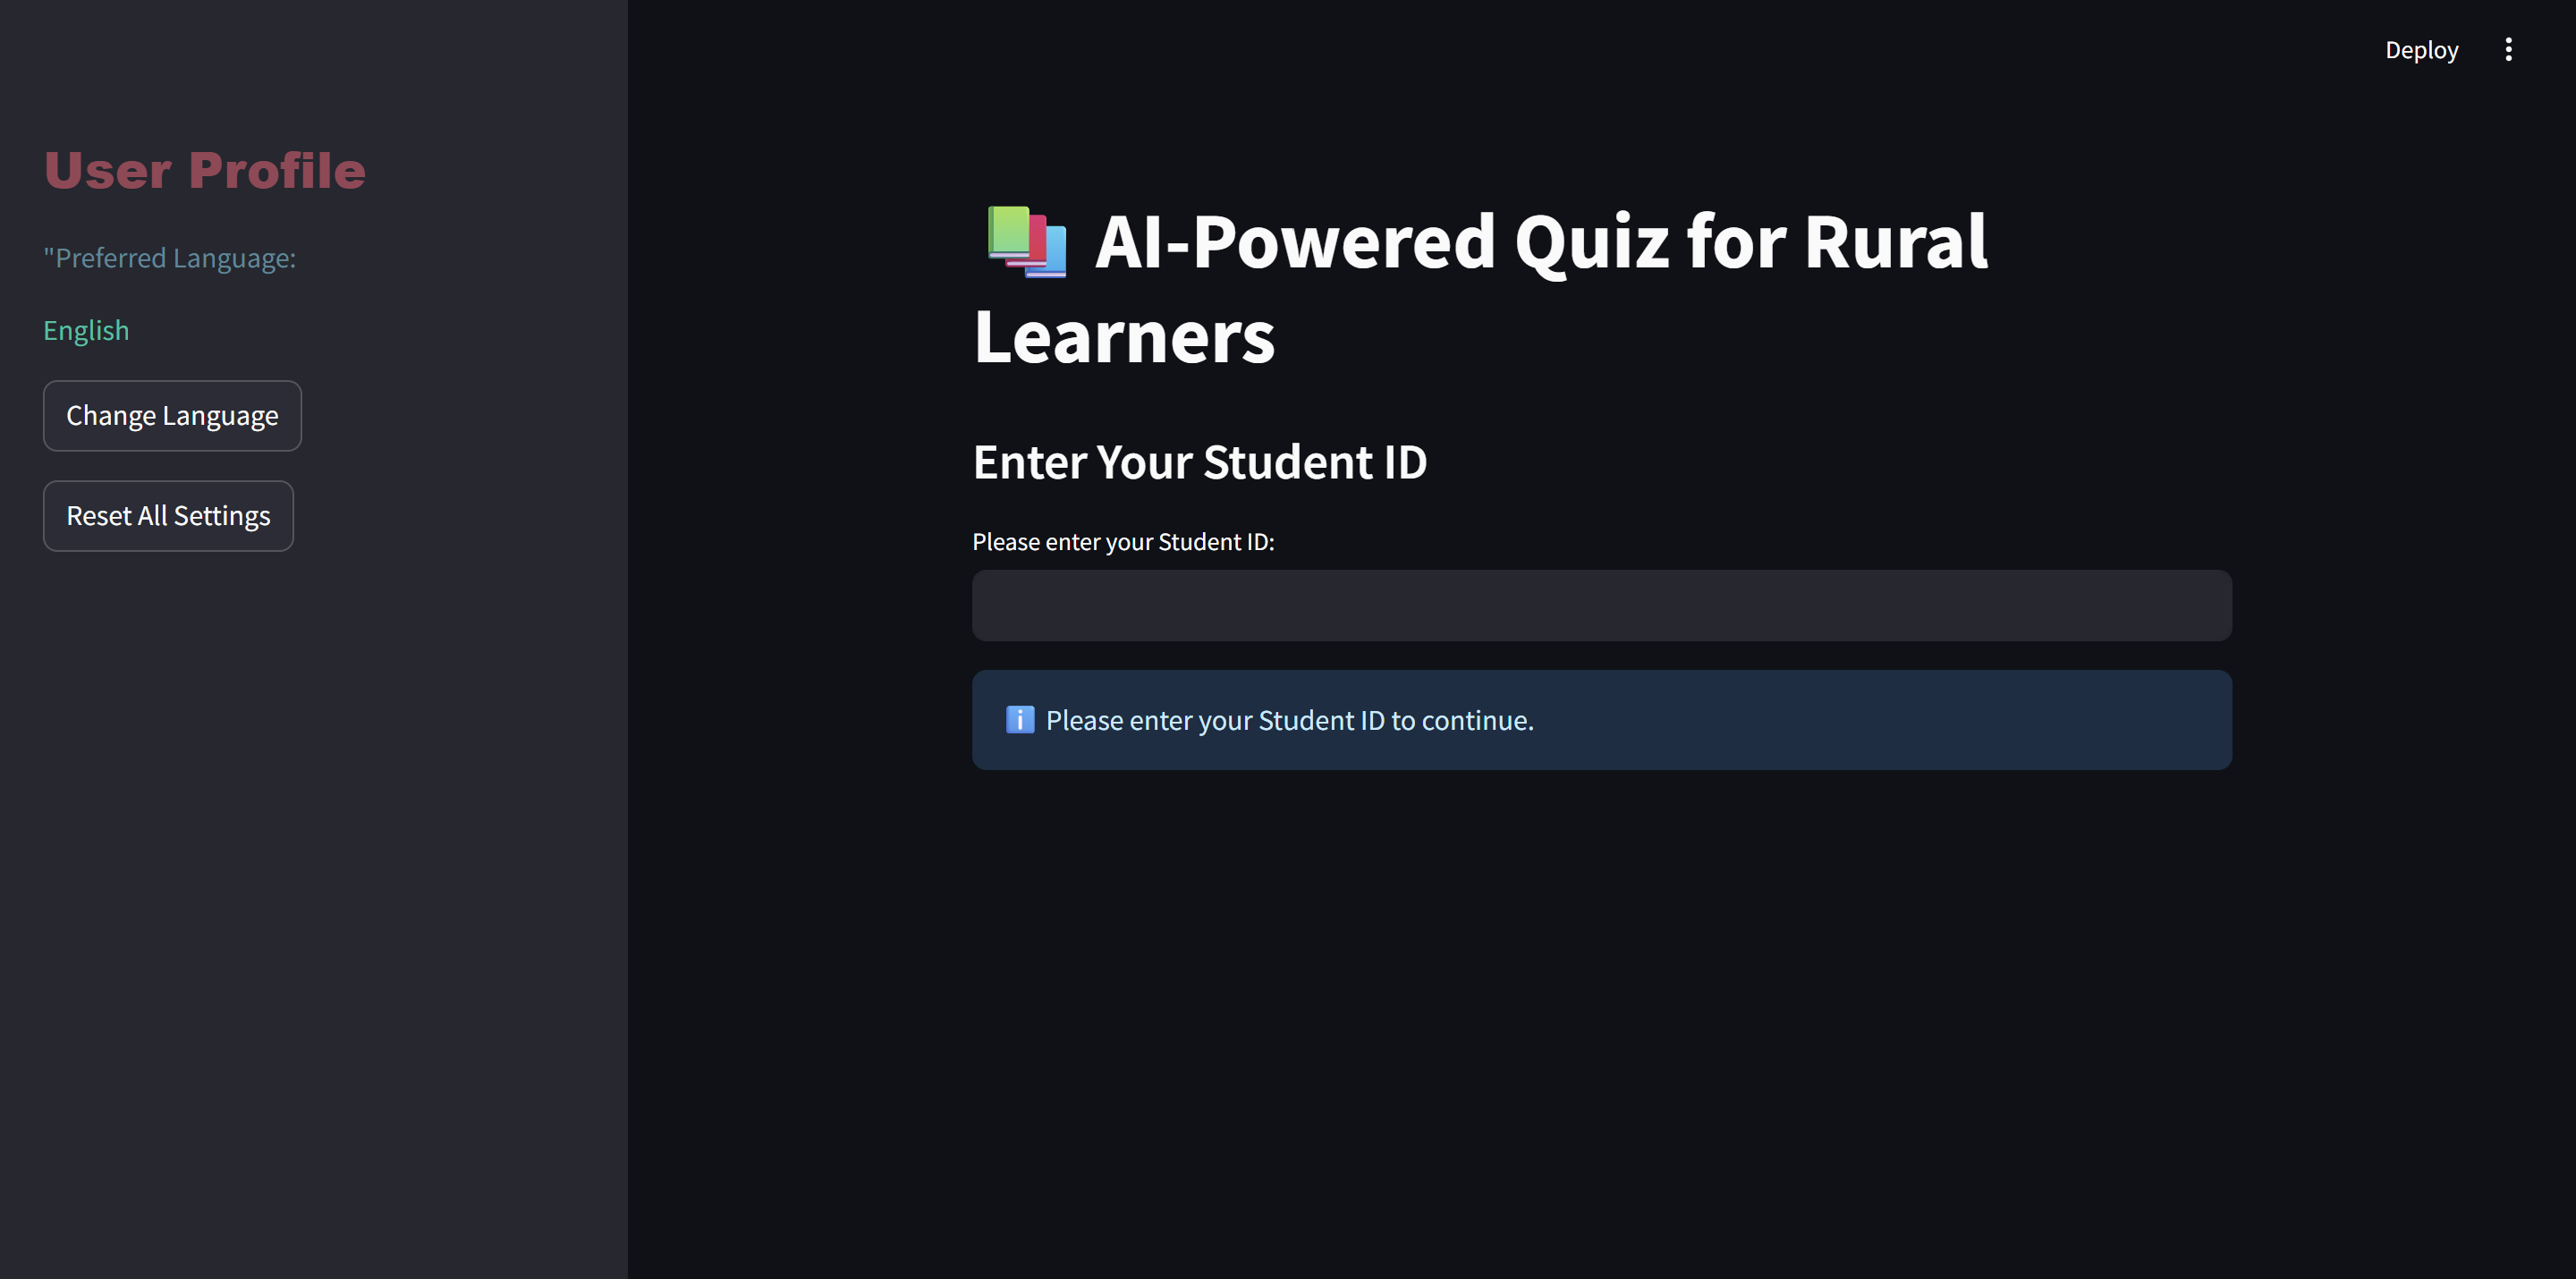 Deploy
User Profile
"Preferred Language:
English
Change Language
Reset All Settings
📚 AI-Powered Quiz for Rural
Learners
Enter Your Student ID
Please enter your Student ID:
ℹ️ Please enter your Student ID to continue.